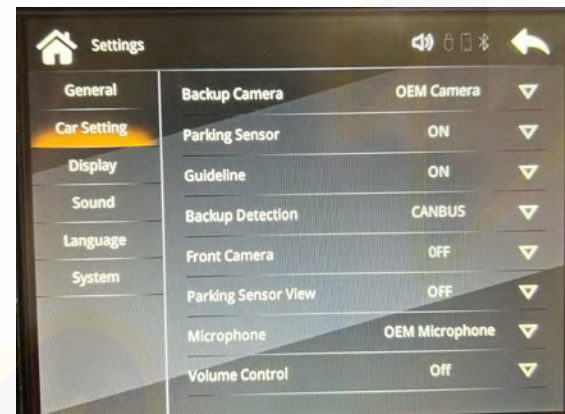 Settings
General
Car Setting
Display
Sound
Language
System
Backup Camera OEM Camera
Parking Sensor ON
Guideline ON
Backup Detection CANBUS
Front Camera OFF
Parking Sensor View OFF
Microphone OEM Microphone
Volume Control Off